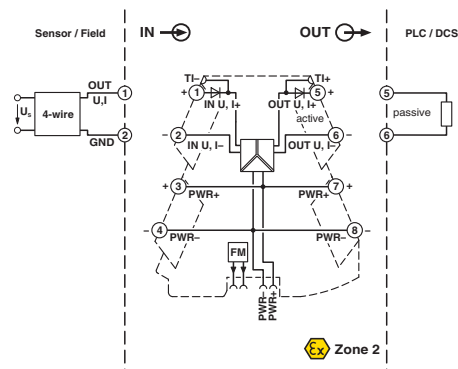 Sensor / Field
IN
OUT
PLC / DCS
OUT
U,I
1
Us
4-wire
GND
2
TI–
TI+
+ 1
5 +
IN U, I+
OUT U, I+
active
– 2
6 –
IN U, I–
OUT U, I–
+ 3
7 +
PWR+
PWR+
– 4
8 –
PWR–
PWR–
FM
PWR–
PWR+
5
passive
6
Ex Zone 2